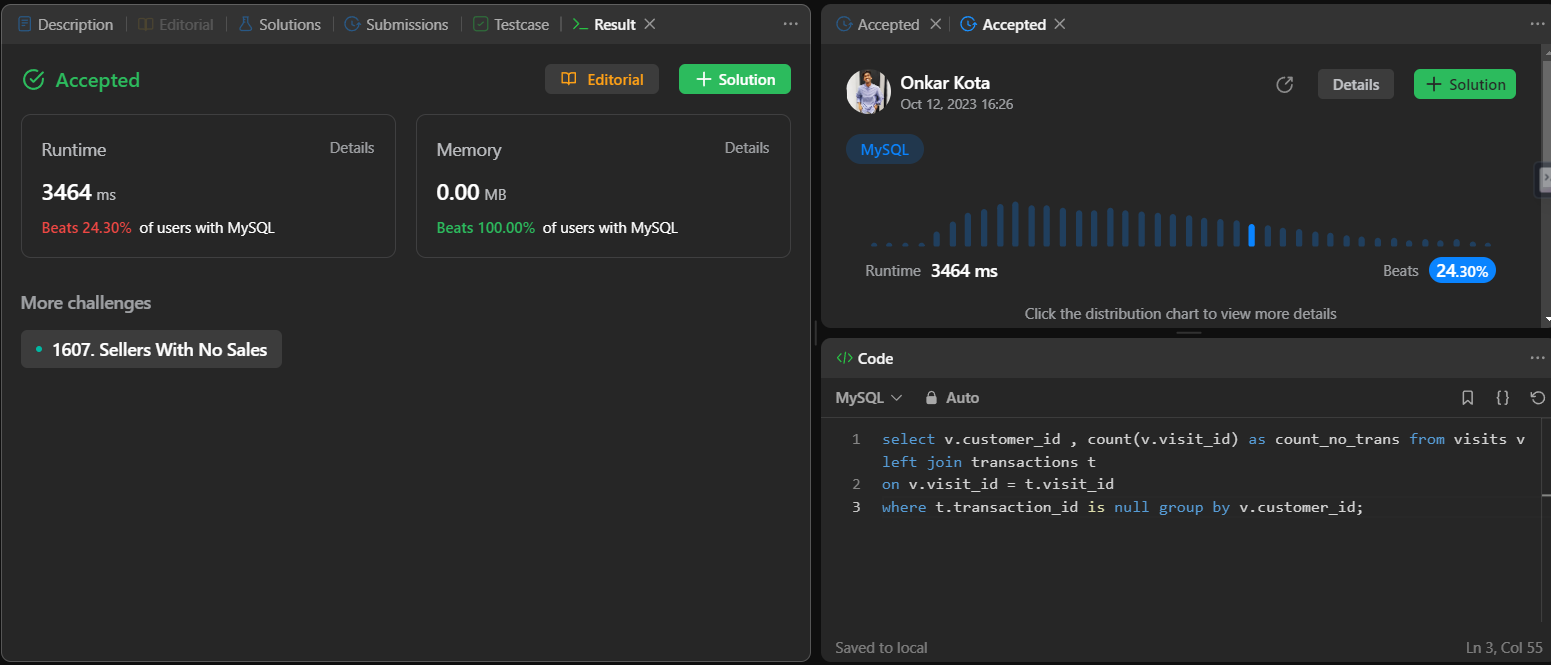 Description Editorial Solutions Submissions Testcase Result
Accepted
Editorial
Solution
Runtime
Details
3464 ms
Beats 24.30% of users with MySQL
Memory
Details
0.00 MB
Beats 100.00% of users with MySQL
More challenges
1607. Sellers With No Sales
Accepted Accepted
Onkar Kota
Oct 12, 2023 16:26
Details
Solution
MySQL
Runtime 3464 ms
Beats 24.30%
Click the distribution chart to view more details
</> Code
MySQL Auto
1 select v.customer_id , count(v.visit_id) as count_no_trans from visits v
left join transactions t
2 on v.visit_id = t.visit_id
3 where t.transaction_id is null group by v.customer_id;
Saved to local
Ln 3, Col 55